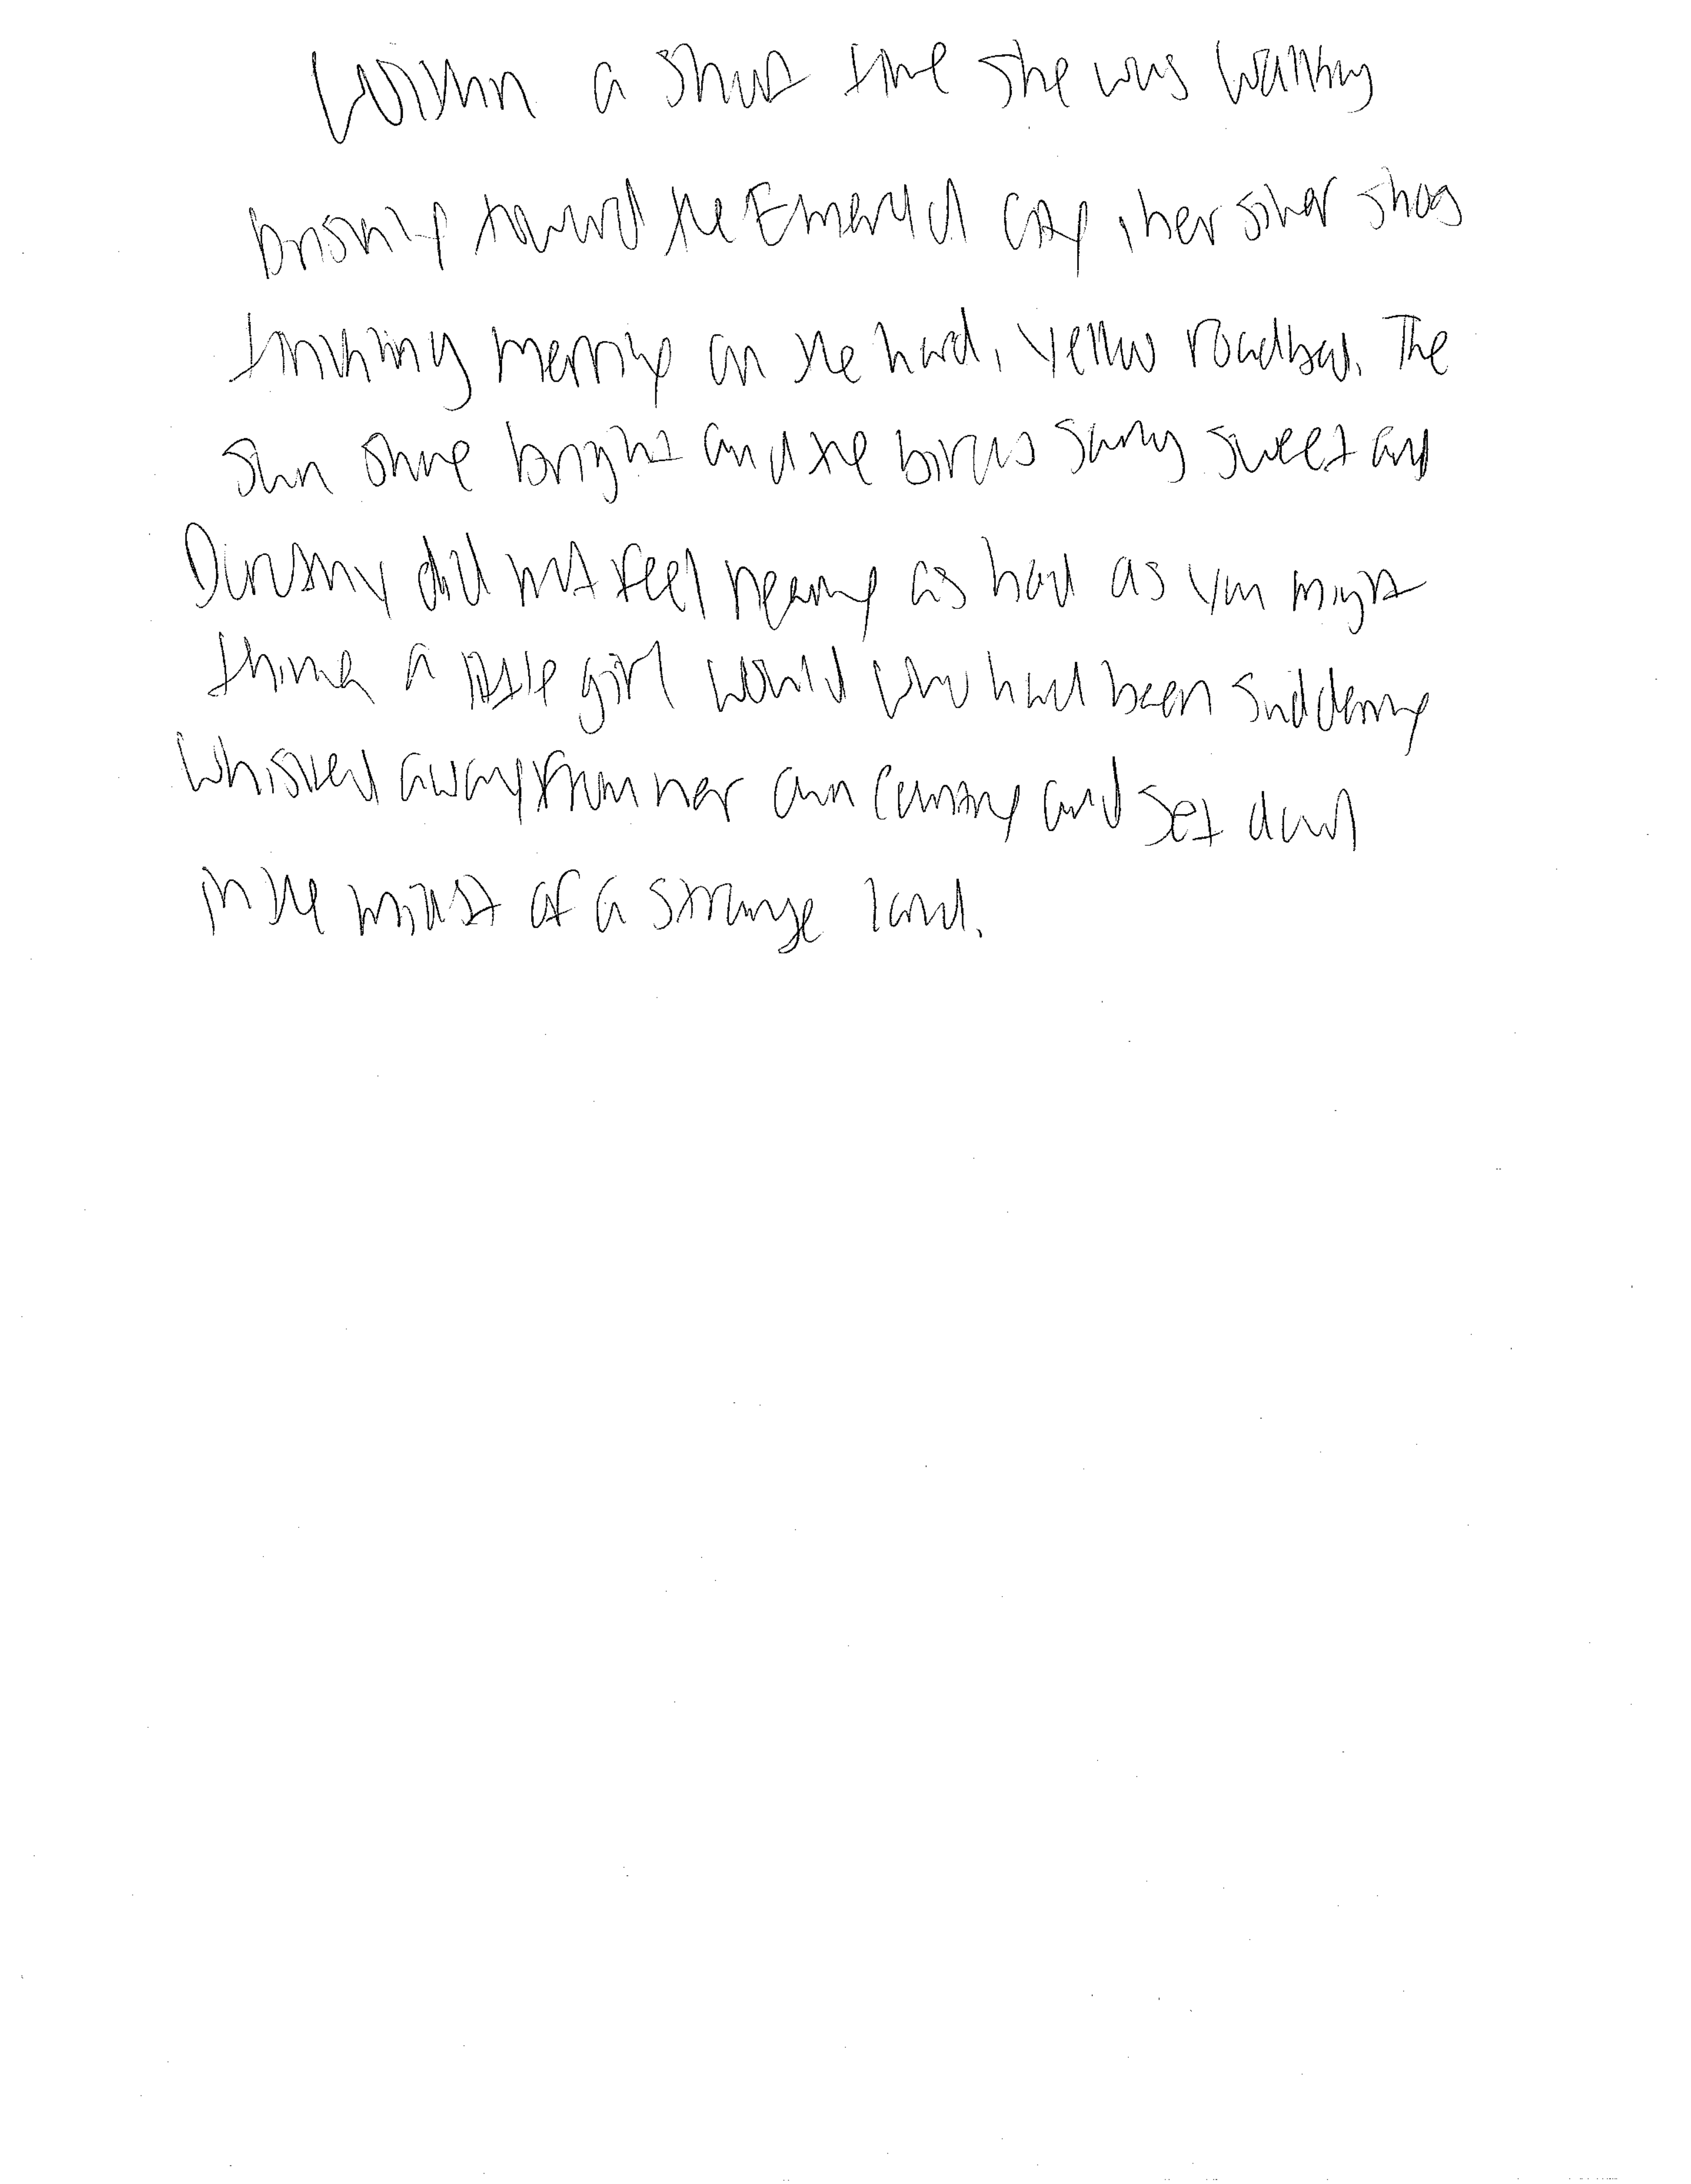 Within a short time she was walking
briskly toward the Emerald City, her silver shoes
tinkling merrily on the hard, yellow roadbed. The
sun shone bright and the birds sang sweet and
Dorothy did not feel nearly as bad as you might
think a little girl would who had been suddenly
whisked away from her own country and set down
in the midst of a strange land.